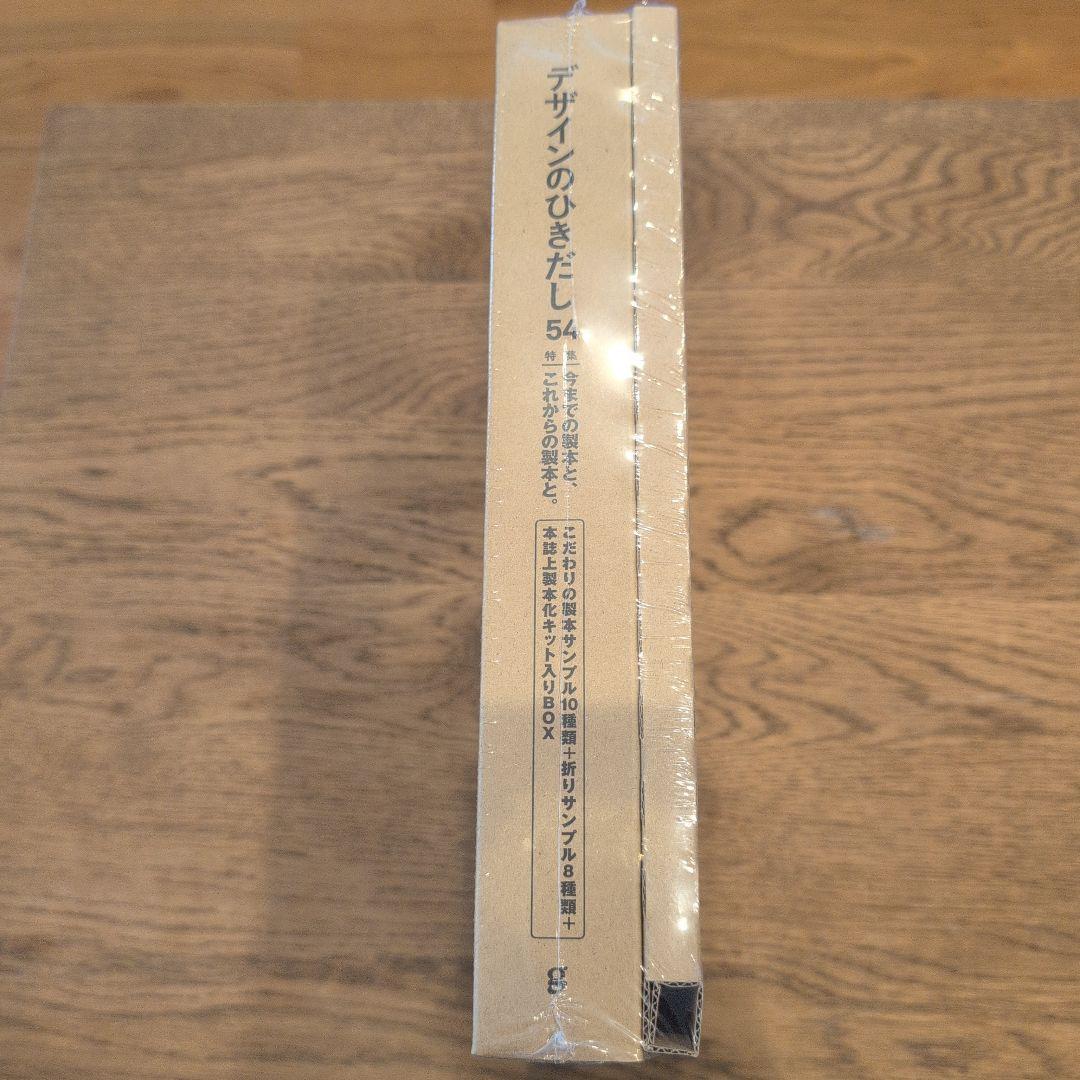 デザインのひきだし
54
特集
今までの製本と、
これからの製本と。
こだわりの製本サンプル10種類+折りサンプル8種類+
本誌上製本化キット入りBOX
g